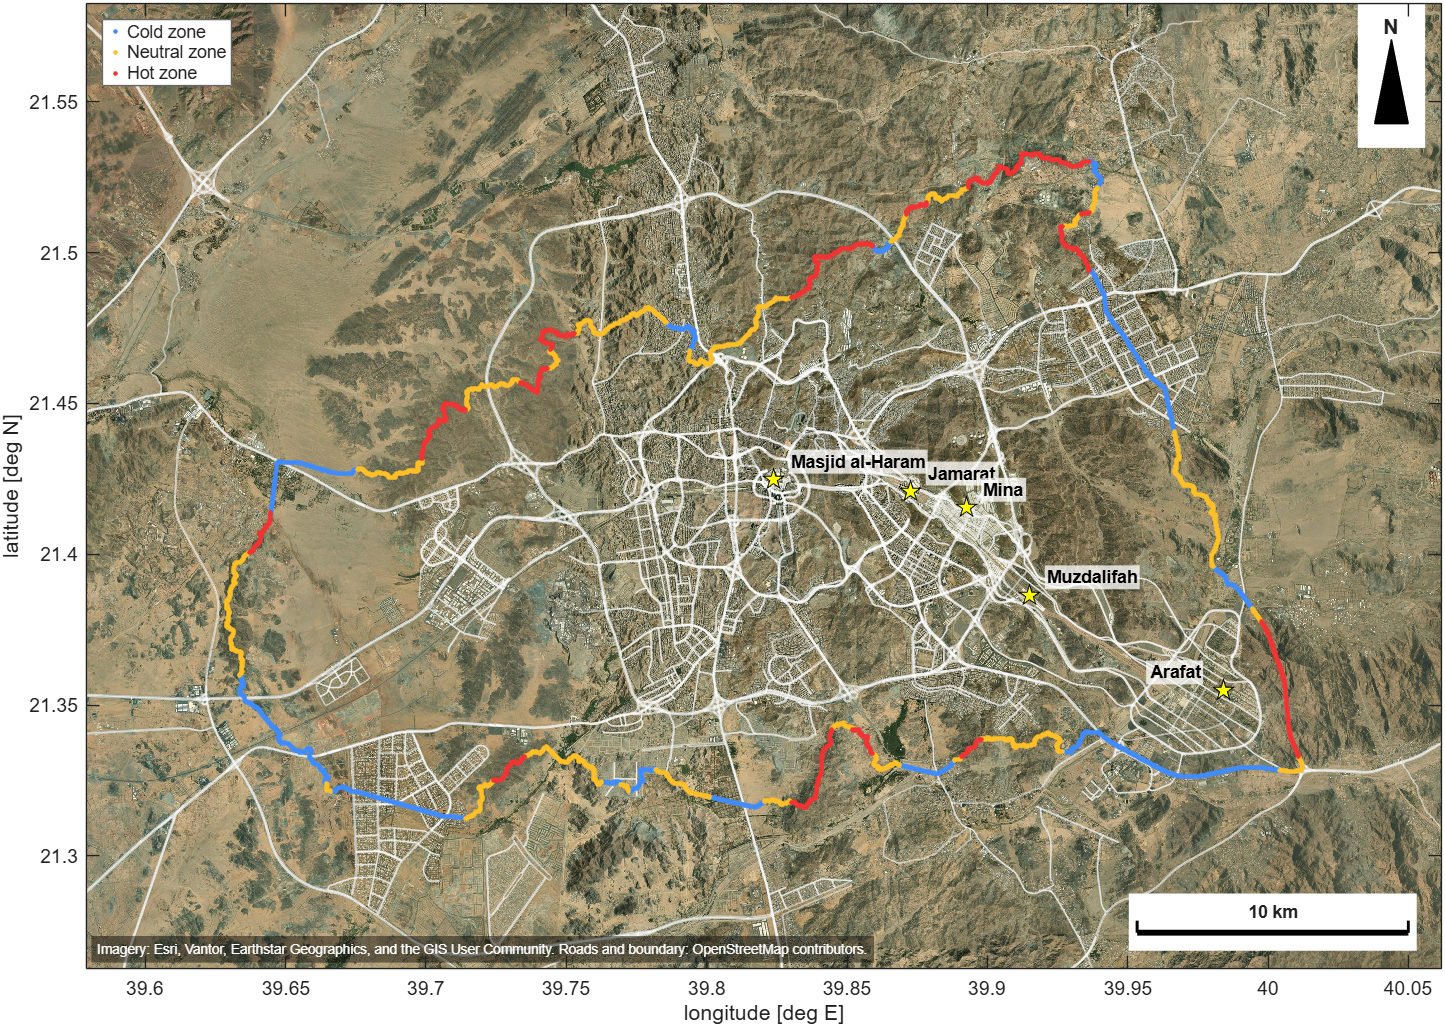 Cold zone
Neutral zone
Hot zone
N
21.55
21.5
21.45
21.4
21.35
21.3
latitude [deg N]
Masjid al-Haram
Jamarat
Mina
Muzdalifah
Arafat
10 km
Imagery: Esri, Vantor, Earthstar Geographics, and the GIS User Community. Roads and boundary: OpenStreetMap contributors.
39.6 39.65 39.7 39.75 39.8 39.85 39.9 39.95 40 40.05
longitude [deg E]